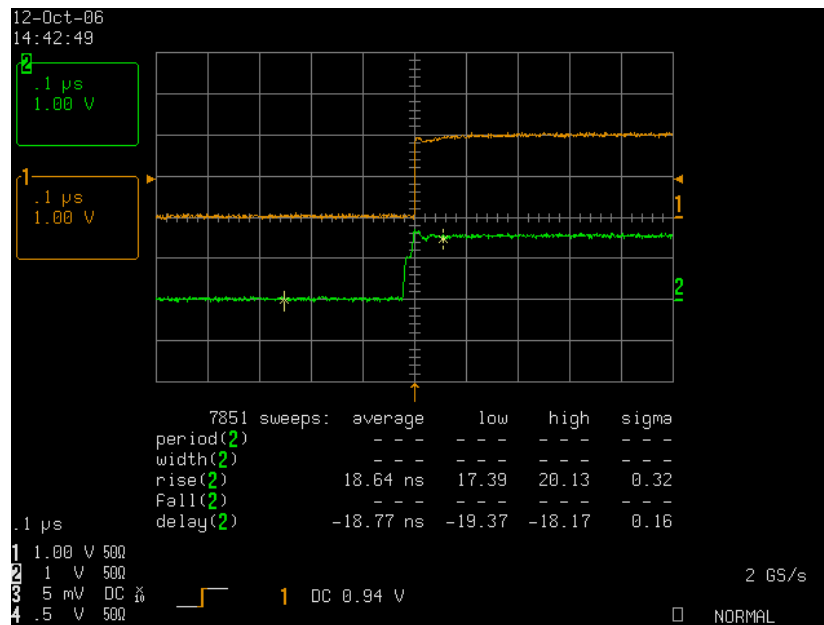 12-Oct-06
14:42:49
2
.1 µs
1.00 V
1
.1 µs
1.00 V
1
2
7851 sweeps: average low high sigma
period(2) - - - - - - - - - - - -
width(2) - - - - - - - - - - - -
rise(2) 18.64 ns 17.39 20.13 0.32
Fall(2) - - - - - - - - - - - -
delay(2) -18.77 ns -19.37 -18.17 0.16
.1 µs
1 1.00 V 50Ω
2 1 V 50Ω
3 5 mV DC X10
4 .5 V 50Ω
1 DC 0.94 V
2 GS/s
NORMAL